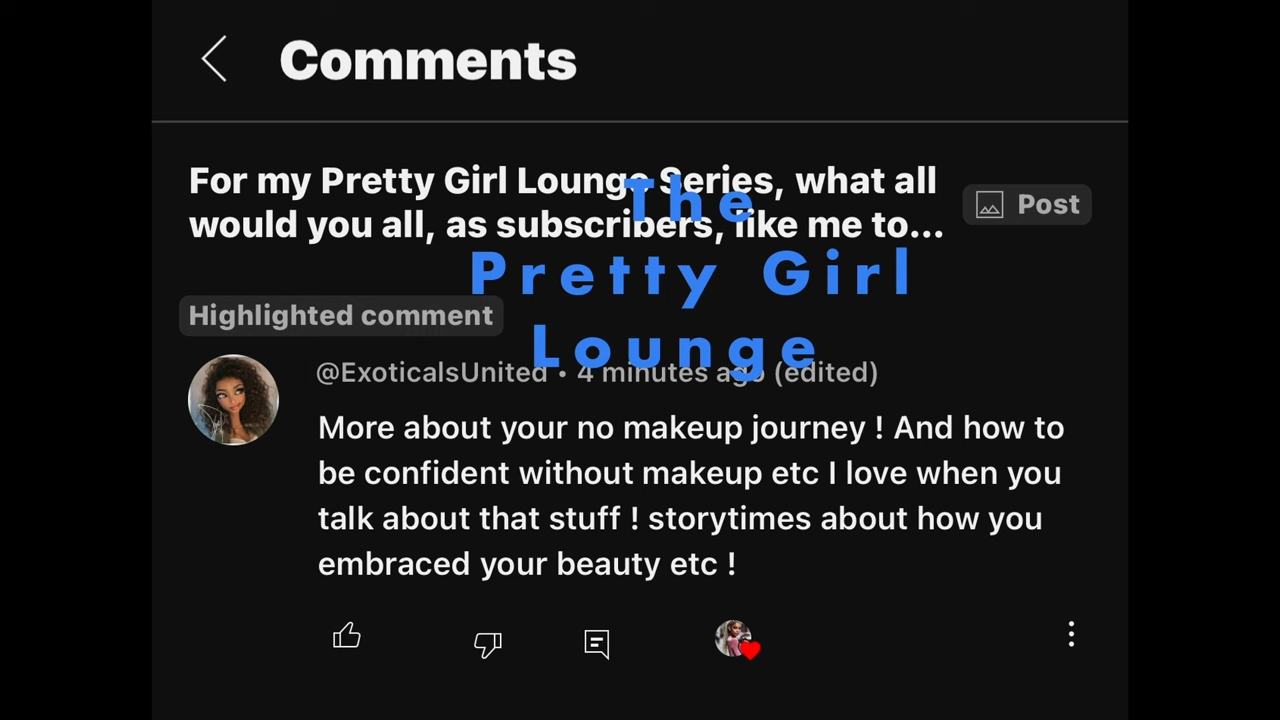 Comments
For my Pretty Girl Lounge Series, what all
would you all, as subscribers, like me to...
Post
The
Pretty Girl
Lounge
Highlighted comment
@ExoticalsUnited • 4 minutes ago (edited)
More about your no makeup journey ! And how to
be confident without makeup etc I love when you
talk about that stuff ! storytimes about how you
embraced your beauty etc !